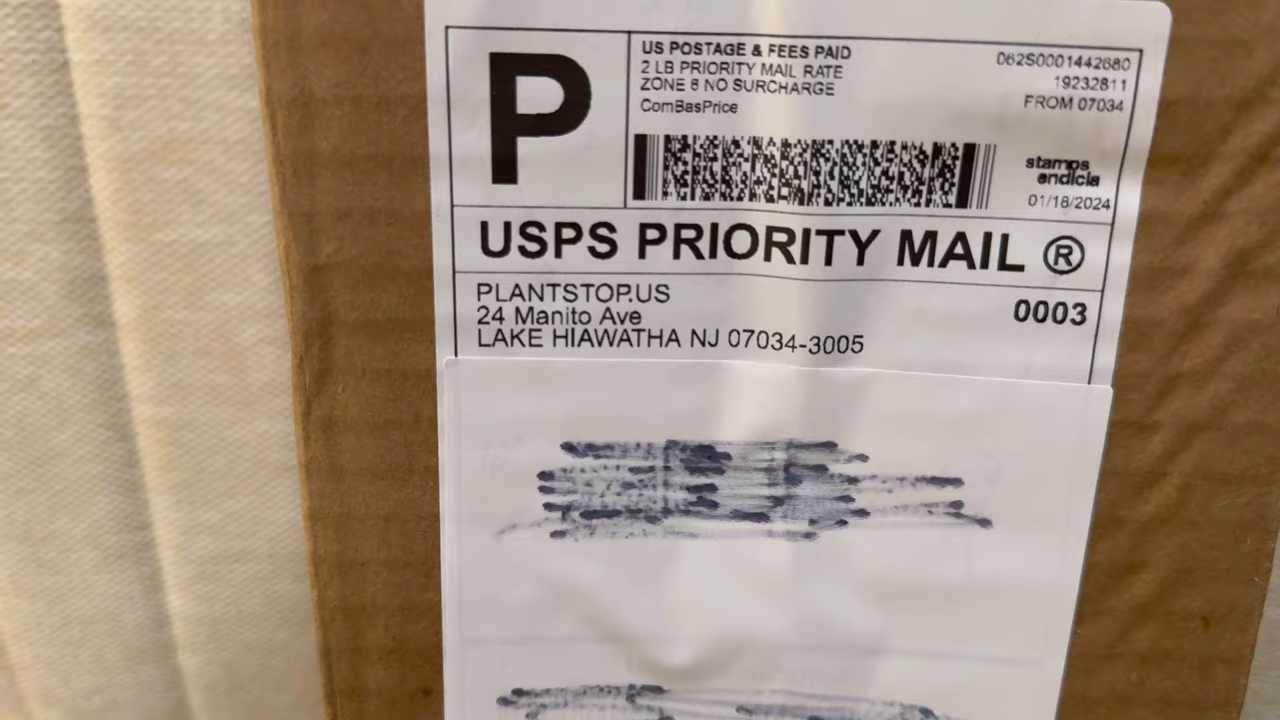 P
US POSTAGE & FEES PAID
2 LB PRIORITY MAIL RATE
ZONE 8 NO SURCHARGE
ComBasPrice
062S0001442680
19232811
FROM 07034
stamps
endicia
01/18/2024
USPS PRIORITY MAIL ®
PLANTSTOP.US
24 Manito Ave
LAKE HIAWATHA NJ 07034-3005
0003